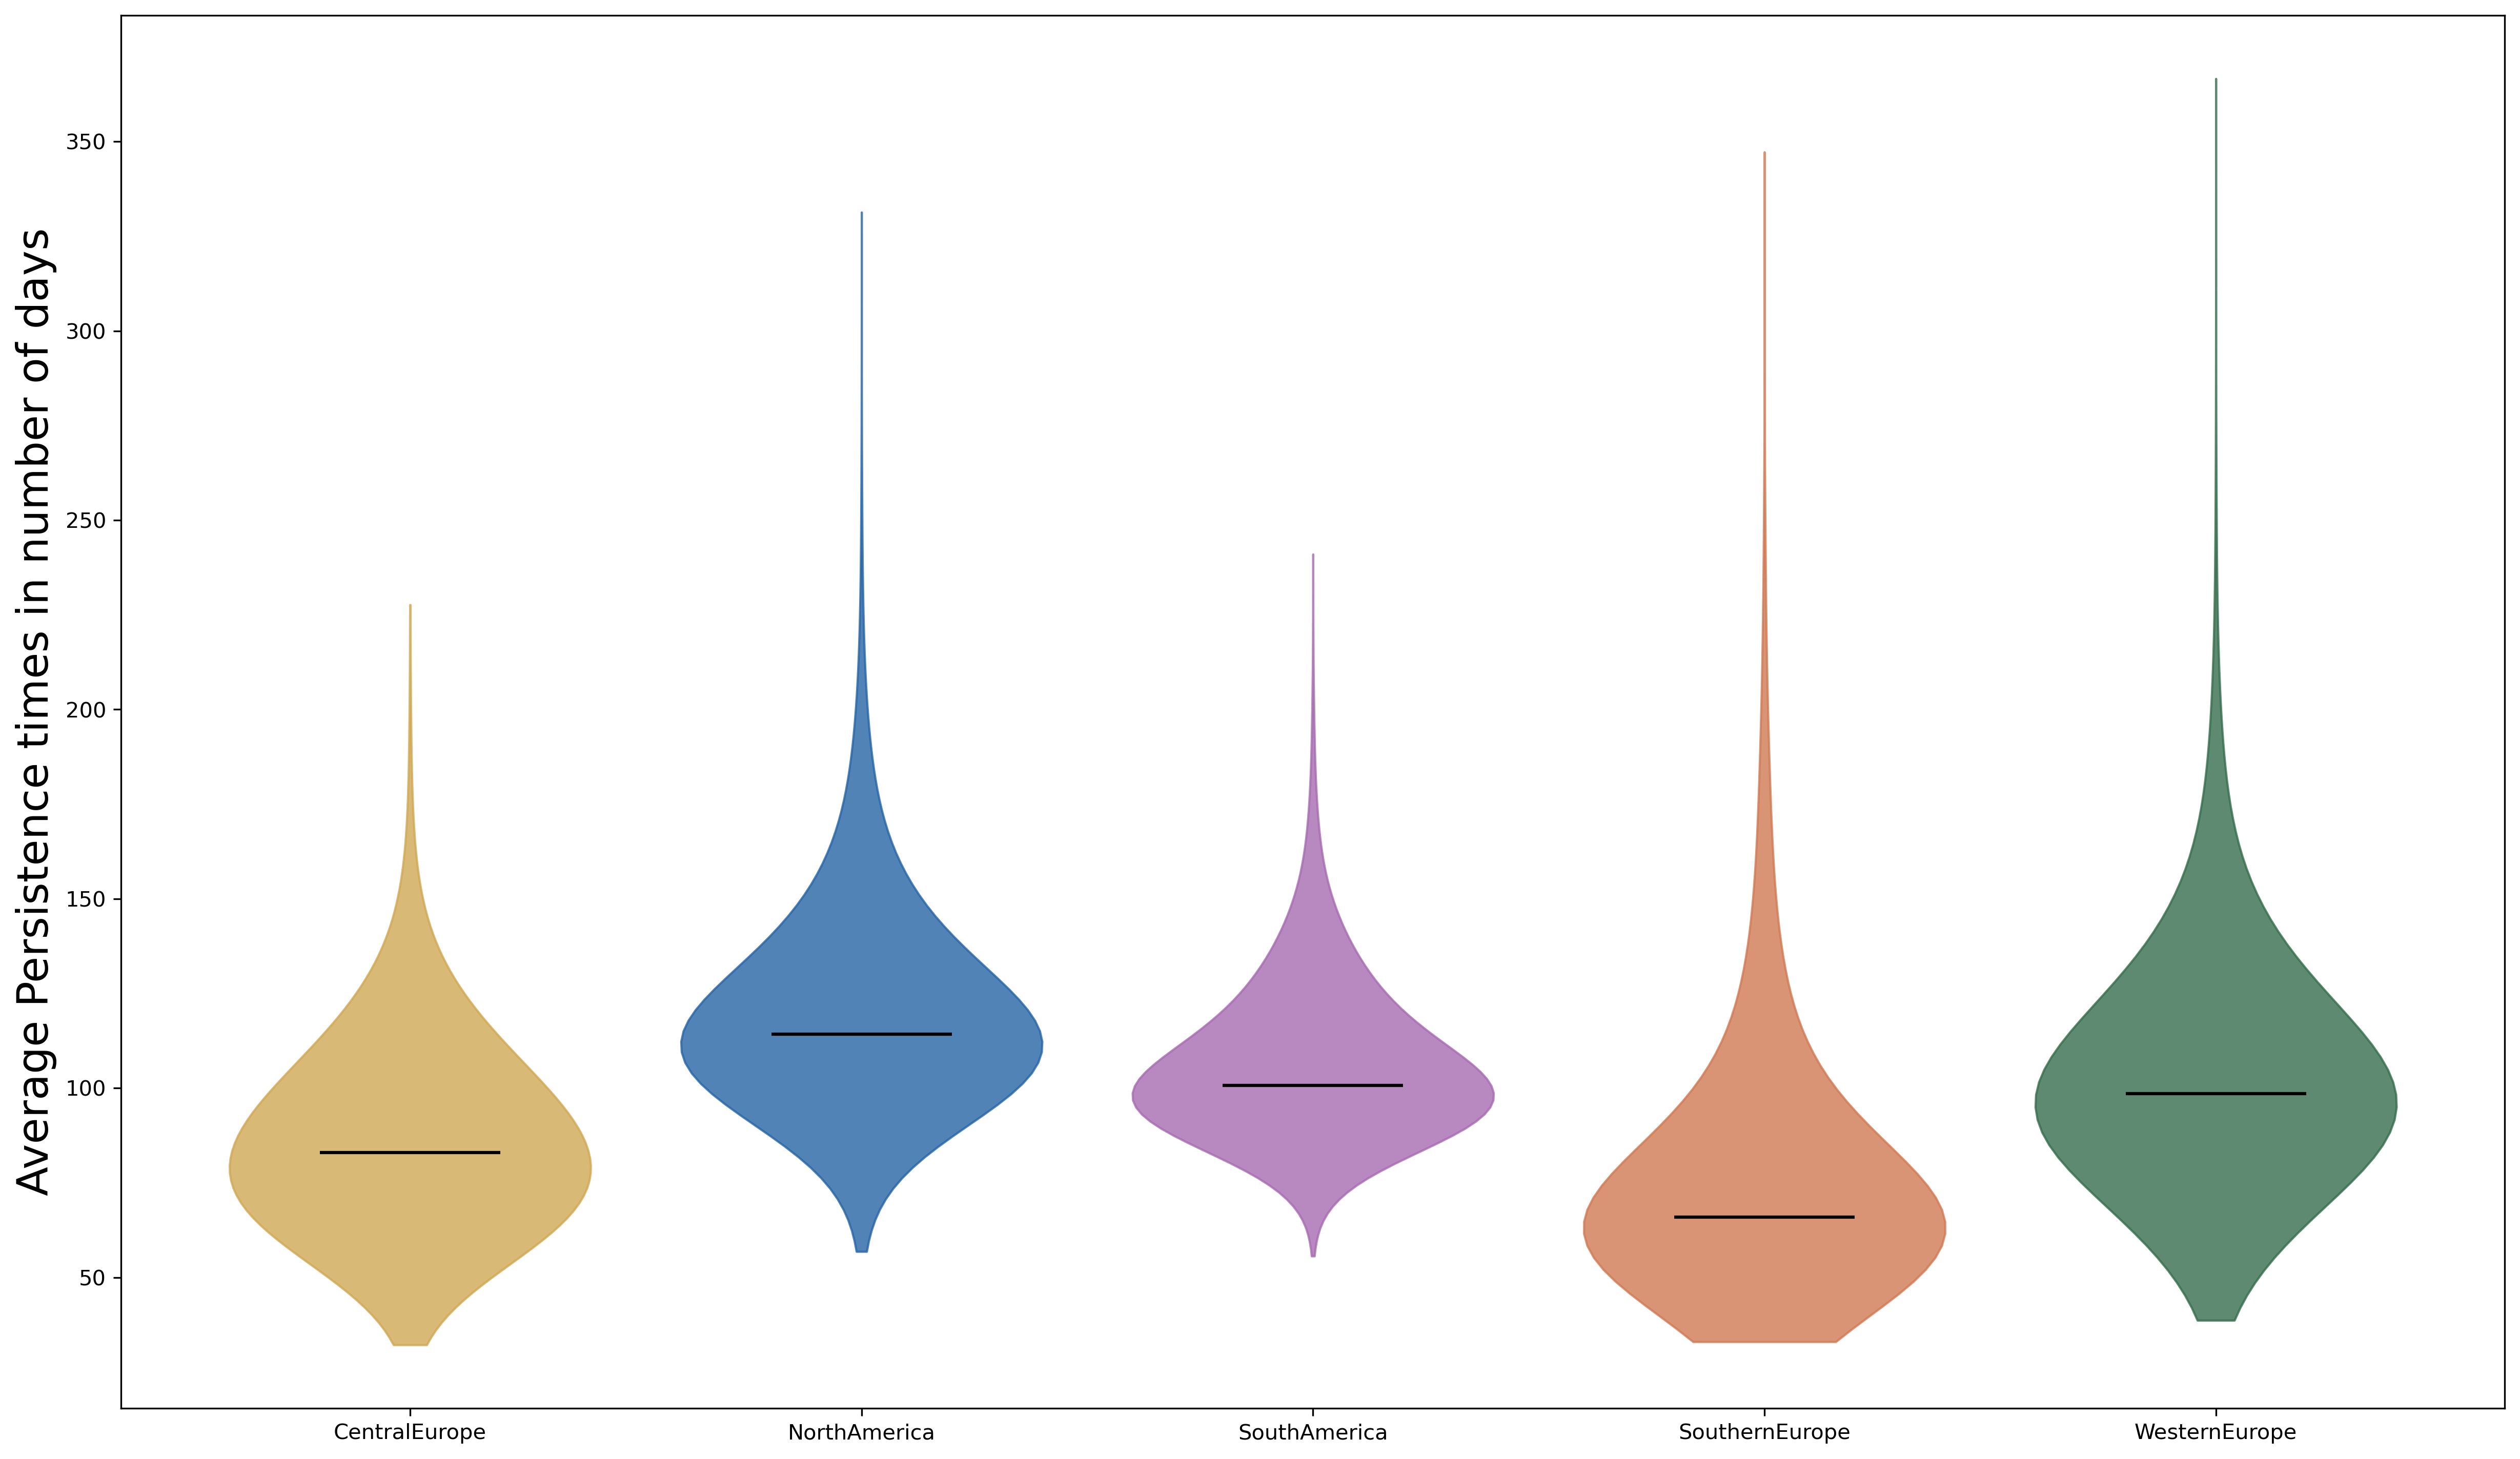 Average Persistence times in number of days
350
300
250
200
150
100
50
CentralEurope
NorthAmerica
SouthAmerica
SouthernEurope
WesternEurope